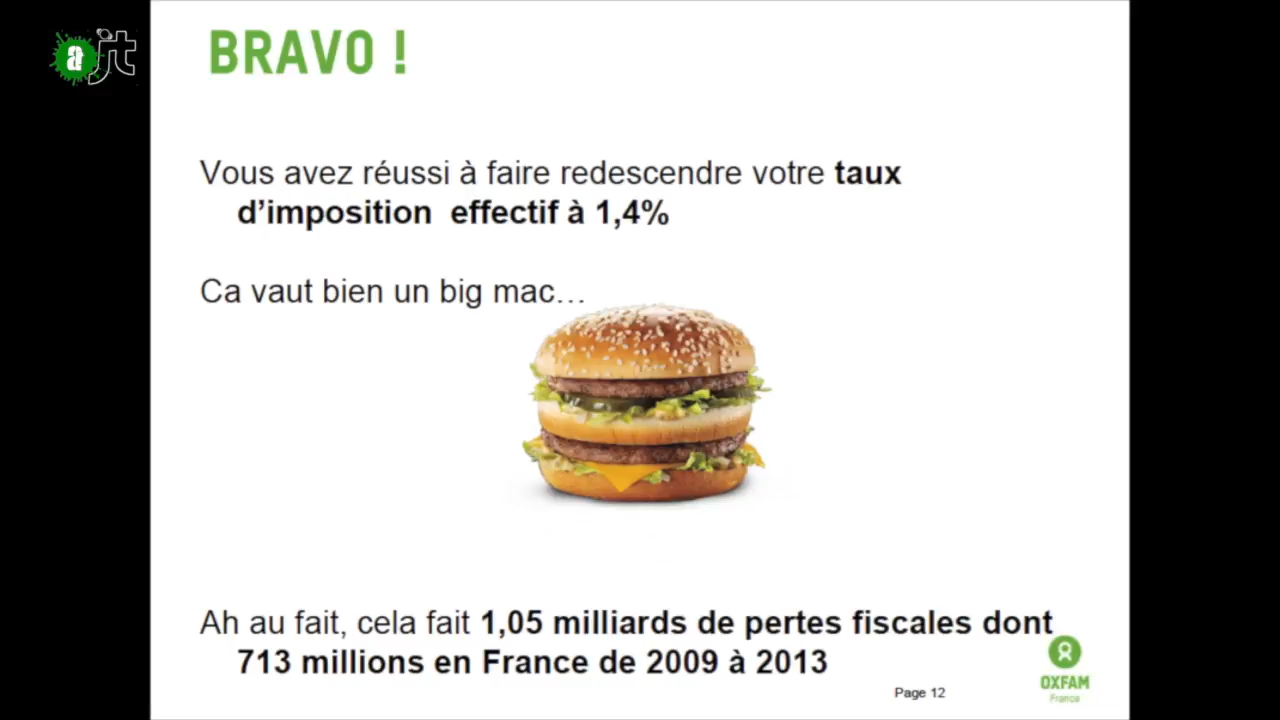 a jt
BRAVO !
Vous avez réussi à faire redescendre votre taux
d’imposition effectif à 1,4%
Ca vaut bien un big mac…
Ah au fait, cela fait 1,05 milliards de pertes fiscales dont
713 millions en France de 2009 à 2013
OXFAM
France
Page 12